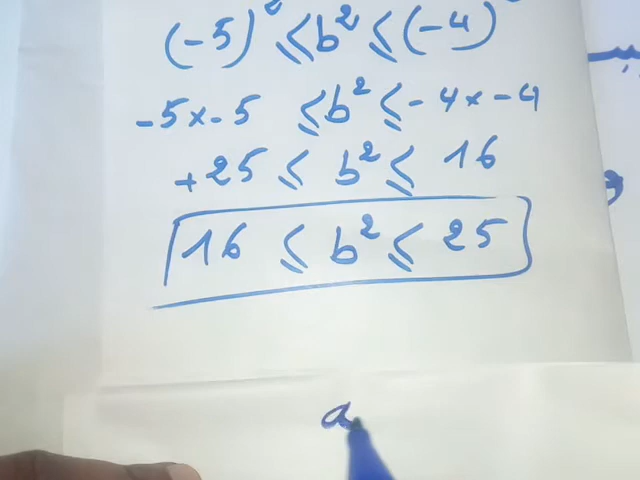 (-5)² ≤ b² ≤ (-4)²
-5 x - 5 ≤ b² ≤ - 4 x - 4
+25 ≤ b² ≤ 16
16 ≤ b² ≤ 25
a